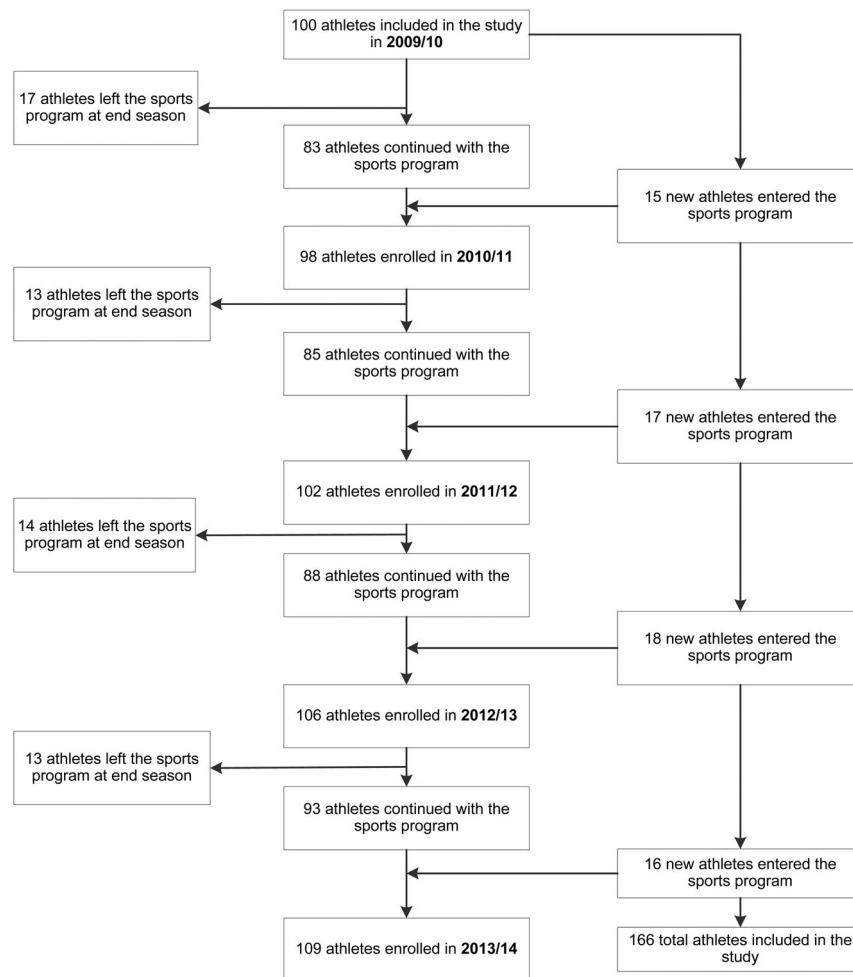 100 athletes included in the study
in 2009/10
17 athletes left the sports
program at end season
83 athletes continued with the
sports program
15 new athletes entered the
sports program
98 athletes enrolled in 2010/11
13 athletes left the sports
program at end season
85 athletes continued with the
sports program
17 new athletes entered the
sports program
102 athletes enrolled in 2011/12
14 athletes left the sports
program at end season
88 athletes continued with the
sports program
18 new athletes entered the
sports program
106 athletes enrolled in 2012/13
13 athletes left the sports
program at end season
93 athletes continued with the
sports program
16 new athletes entered the
sports program
109 athletes enrolled in 2013/14
166 total athletes included in the
study